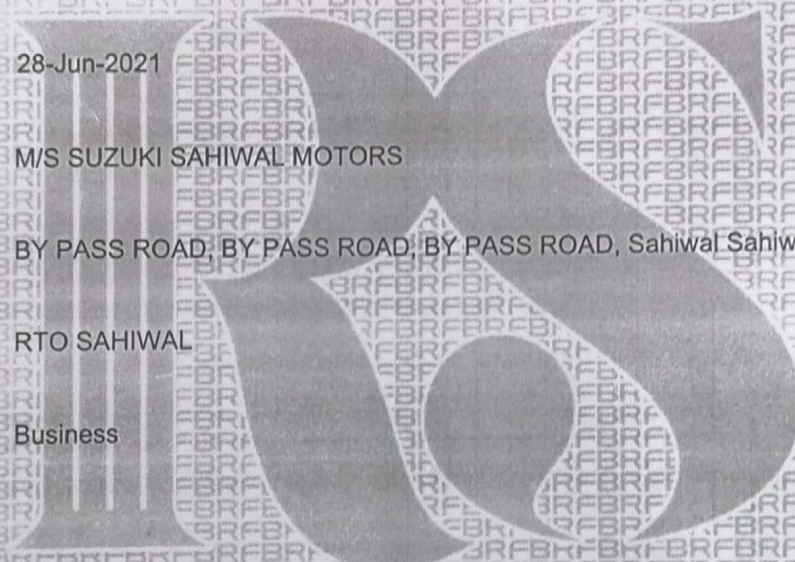 28-Jun-2021
M/S SUZUKI SAHIWAL MOTORS
BY PASS ROAD, BY PASS ROAD, BY PASS ROAD, Sahiwal Sahiw
RTO SAHIWAL
Business